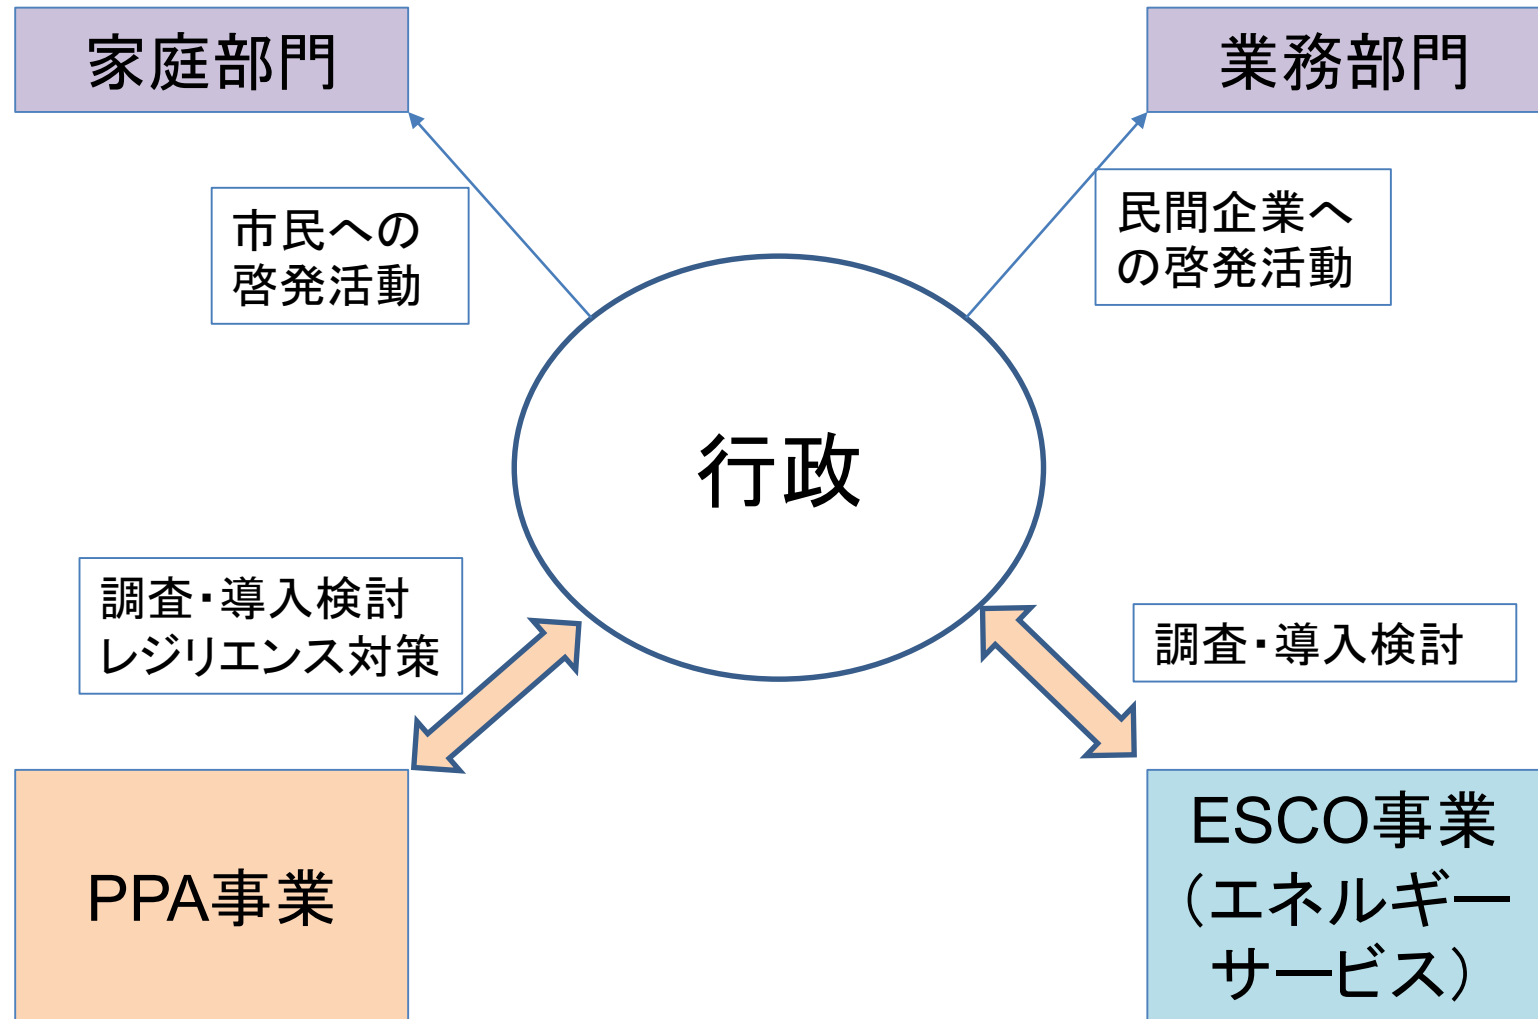 家庭部門
業務部門
市民への
啓発活動
民間企業へ
の啓発活動
行政
調査・導入検討
レジリエンス対策
調査・導入検討
PPA事業
ESCO事業
（エネルギー
サービス）